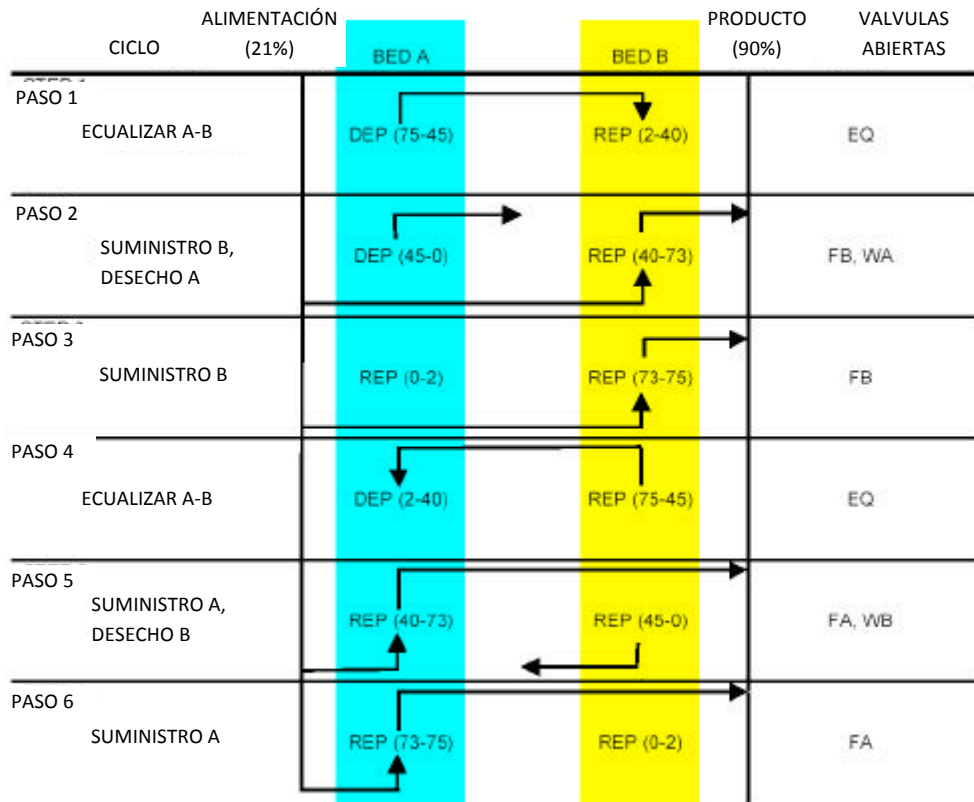 ALIMENTACIÓN PRODUCTO VALVULAS
CICLO (21%) BED A BED B (90%) ABIERTAS
PASO 1
ECUALIZAR A-B DEP (75-45) REP (2-40) EQ
PASO 2
SUMINISTRO B,
DESECHO A DEP (45-0) REP (40-73) FB, WA
PASO 3
SUMINISTRO B REP (0-2) REP (73-75) FB
PASO 4
ECUALIZAR A-B DEP (2-40) REP (75-45) EQ
PASO 5
SUMINISTRO A,
DESECHO B REP (40-73) REP (45-0) FA, WB
PASO 6
SUMINISTRO A REP (73-75) REP (0-2) FA